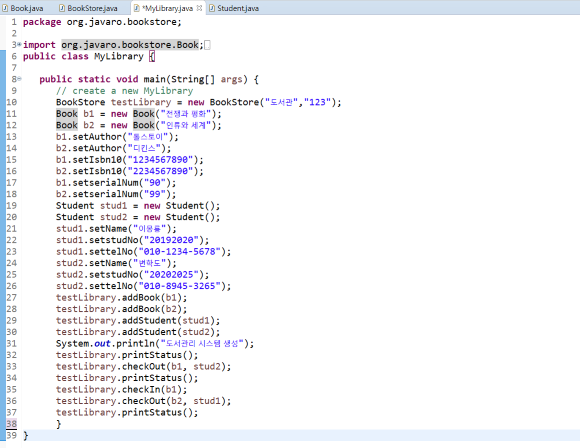 Book.java BookStore.java *MyLibrary.java Student.java
1 package org.javaro.bookstore;
2
3 import org.javaro.bookstore.Book;
6 public class MyLibrary {
7
8 public static void main(String[] args) {
9 // create a new MyLibrary
10 BookStore testLibrary = new BookStore("도서관","123");
11 Book b1 = new Book("전쟁과 평화");
12 Book b2 = new Book("인류와 세계");
13 b1.setAuthor("톨스토이");
14 b2.setAuthor("디킨스");
15 b1.setIsbn10("1234567890");
16 b2.setIsbn10("2234567890");
17 b1.setserialNum("90");
18 b2.setserialNum("99");
19 Student stud1 = new Student();
20 Student stud2 = new Student();
21 stud1.setName("이몽룡");
22 stud1.setstudNo("20192020");
23 stud1.settelNo("010-1234-5678");
24 stud2.setName("변학도");
25 stud2.setstudNo("20202025");
26 stud2.settelNo("010-8945-3265");
27 testLibrary.addBook(b1);
28 testLibrary.addBook(b2);
29 testLibrary.addStudent(stud1);
30 testLibrary.addStudent(stud2);
31 System.out.println("도서관리 시스템 생성");
32 testLibrary.printStatus();
33 testLibrary.checkOut(b1, stud2);
34 testLibrary.printStatus();
35 testLibrary.checkIn(b1);
36 testLibrary.checkOut(b2, stud1);
37 testLibrary.printStatus();
38 }
39 }